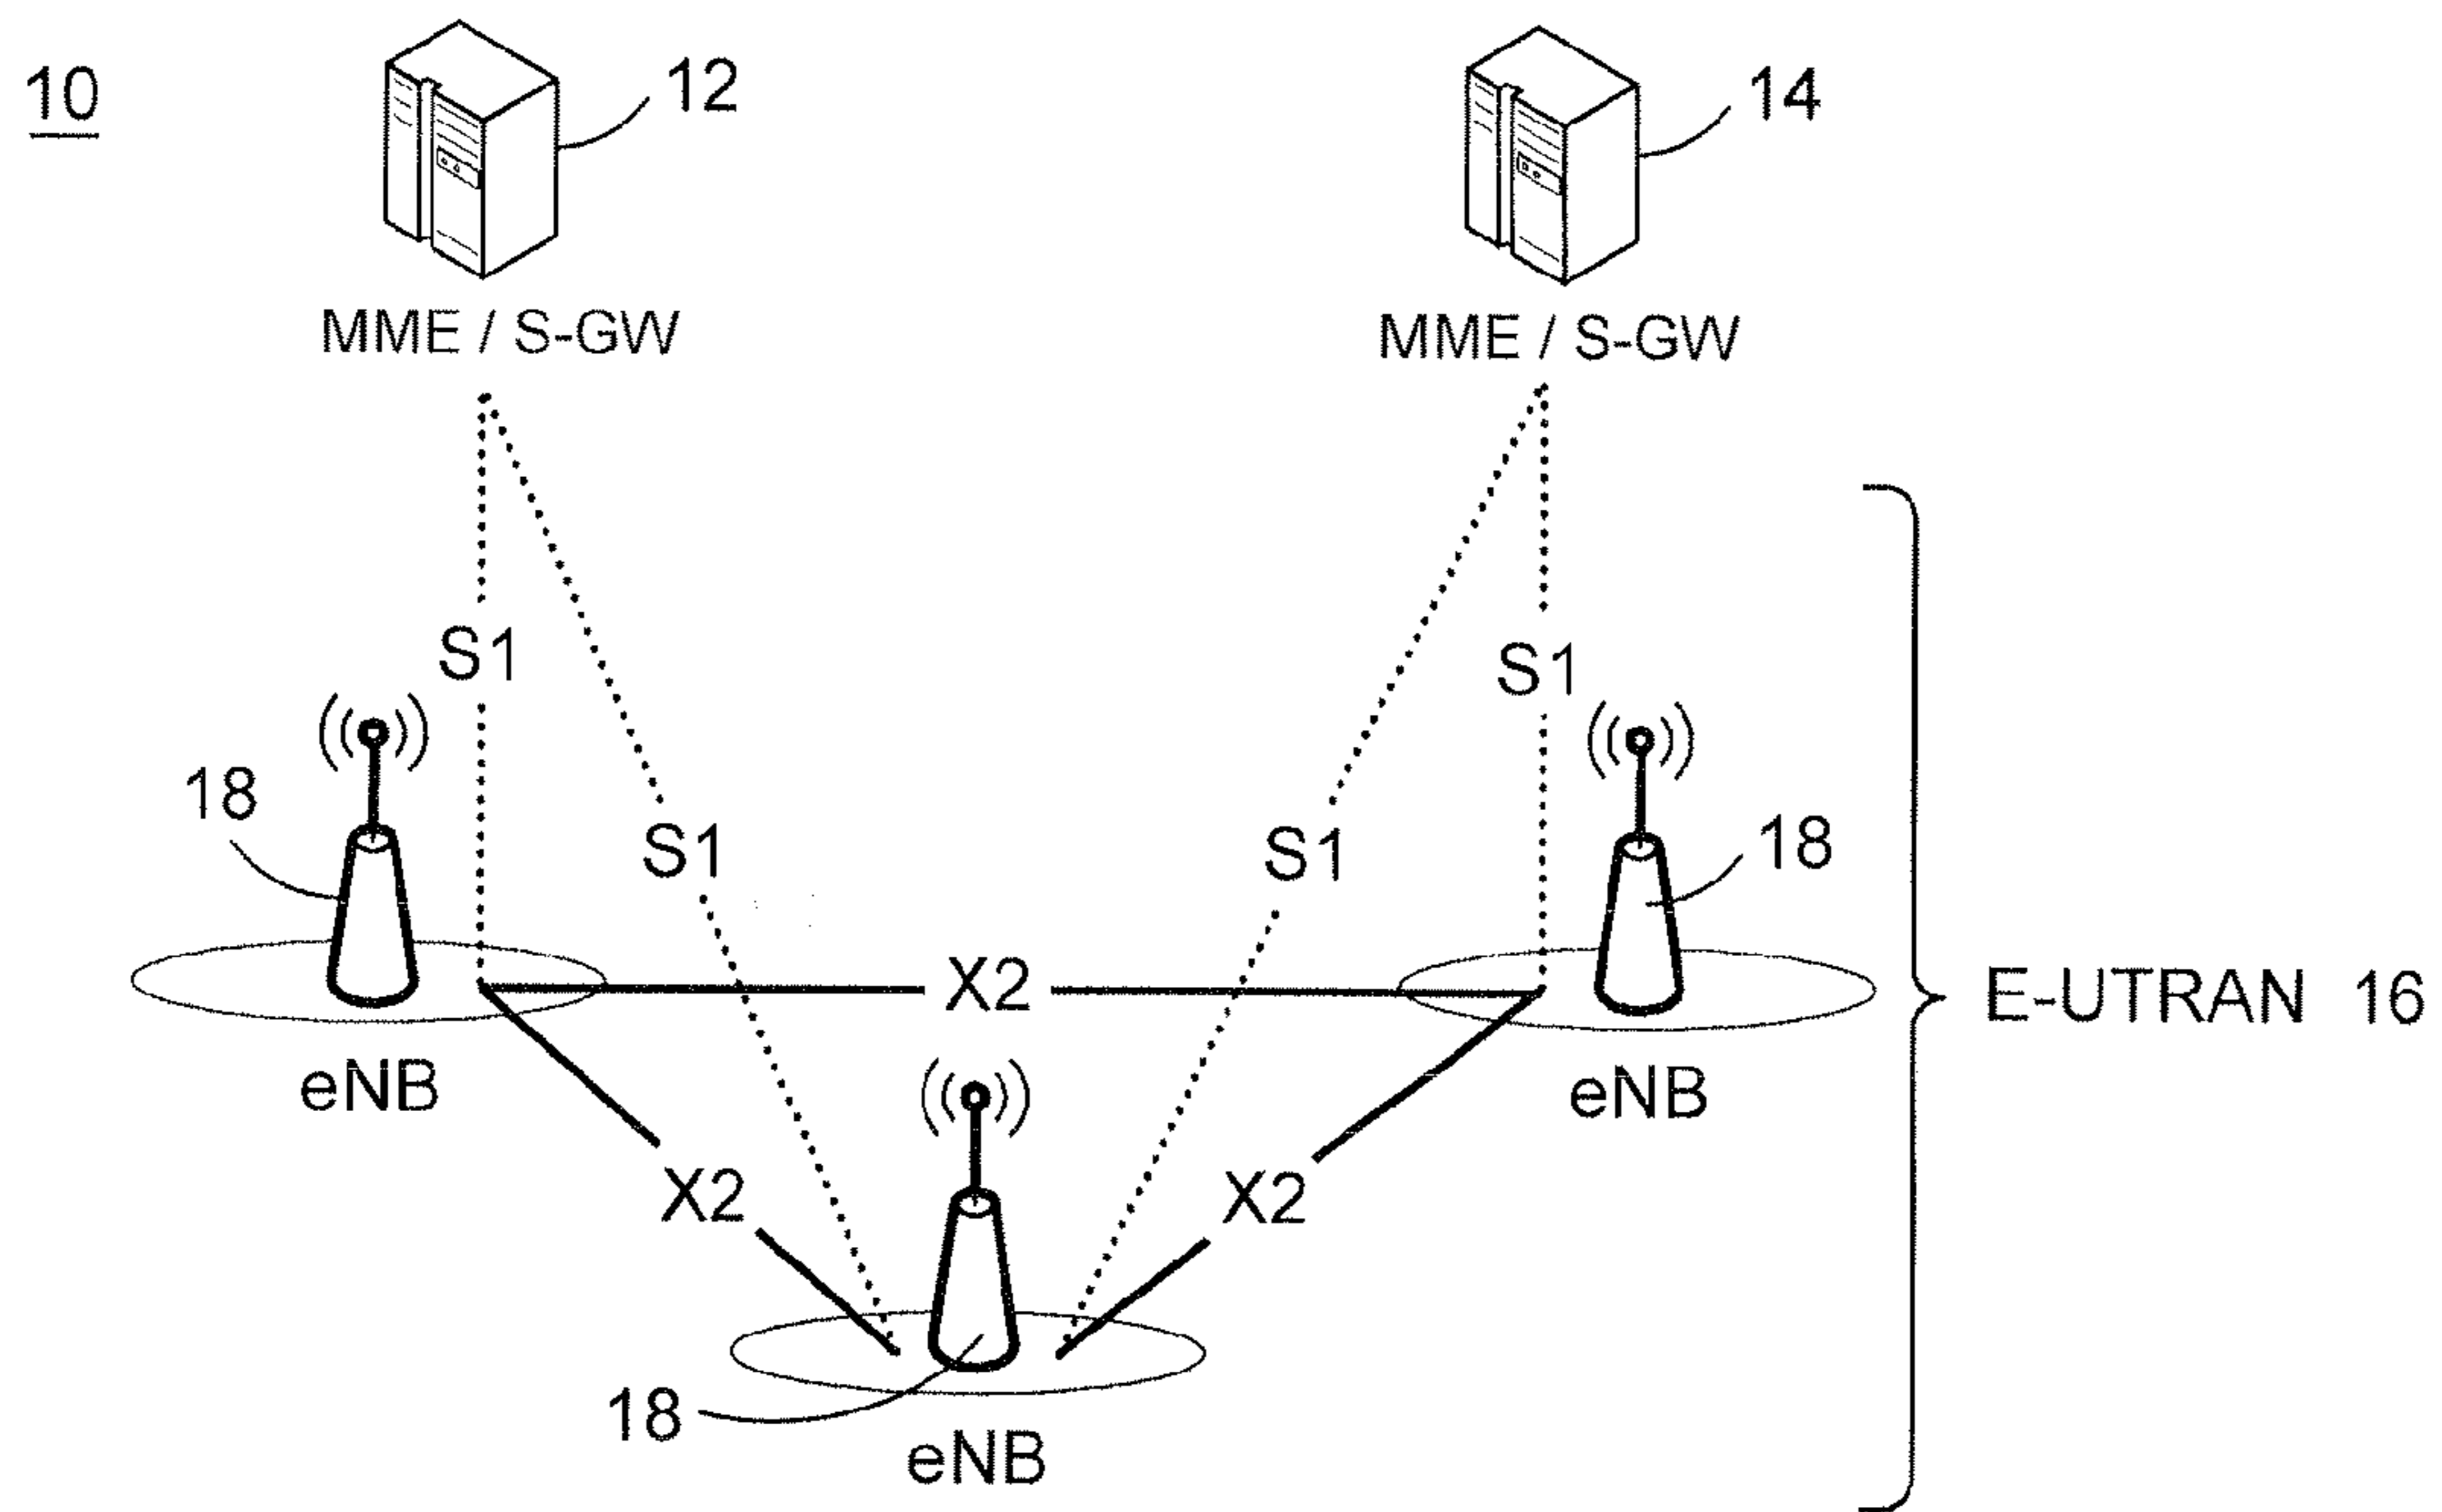 10
12
14
MME / S-GW
MME / S-GW
S1
S1
18
S1
S1
18
X2
E-UTRAN 16
eNB
eNB
X2
X2
18
eNB